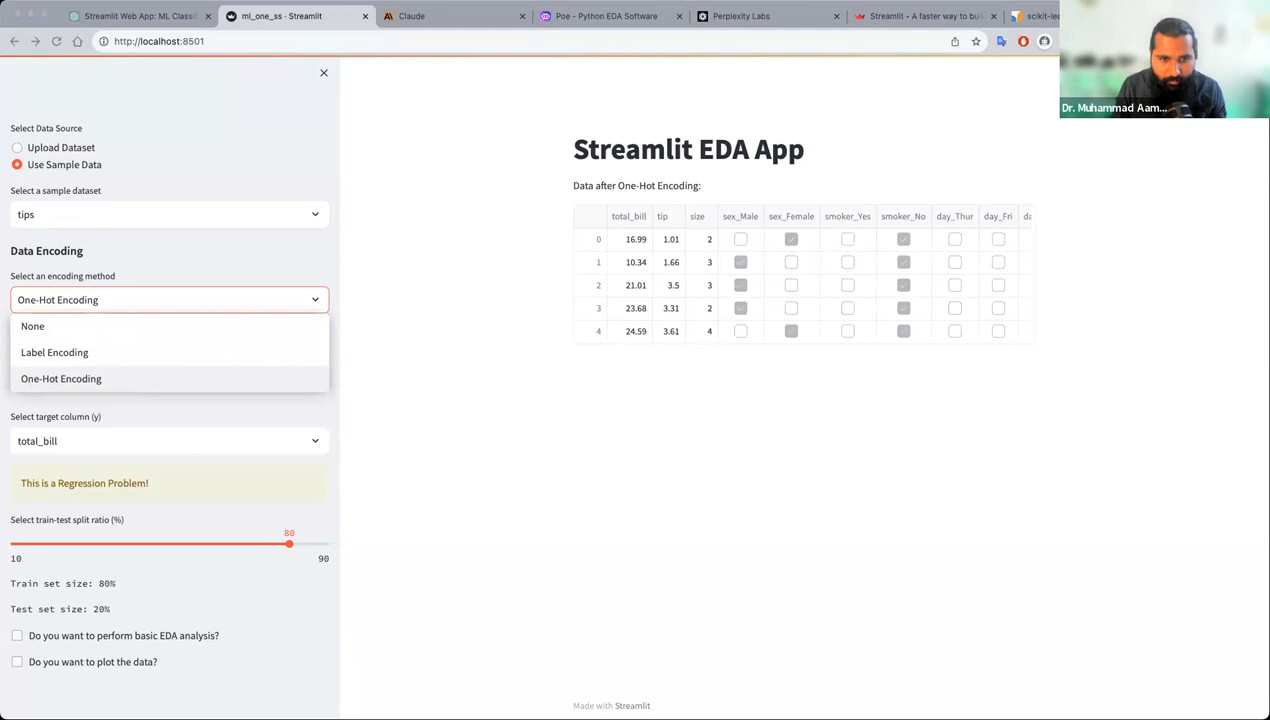 Streamlit Web App: ML Classif
ml_one_ss · Streamlit
Claude
Poe - Python EDA Software
Perplexity Labs
Streamlit • A faster way to bui
scikit-lea
http://localhost:8501
Dr. Muhammad Aam...
Select Data Source
Upload Dataset
Use Sample Data
Select a sample dataset
tips
Data Encoding
Select an encoding method
One-Hot Encoding
None
Label Encoding
One-Hot Encoding
Select target column (y)
total_bill
This is a Regression Problem!
Select train-test split ratio (%)
80
10 90
Train set size: 80%
Test set size: 20%
Do you want to perform basic EDA analysis?
Do you want to plot the data?
Streamlit EDA App
Data after One-Hot Encoding:
total_bill tip size sex_Male sex_Female smoker_Yes smoker_No day_Thur day_Fri da
0 16.99 1.01 2
1 10.34 1.66 3
2 21.01 3.5 3
3 23.68 3.31 2
4 24.59 3.61 4
Made with Streamlit